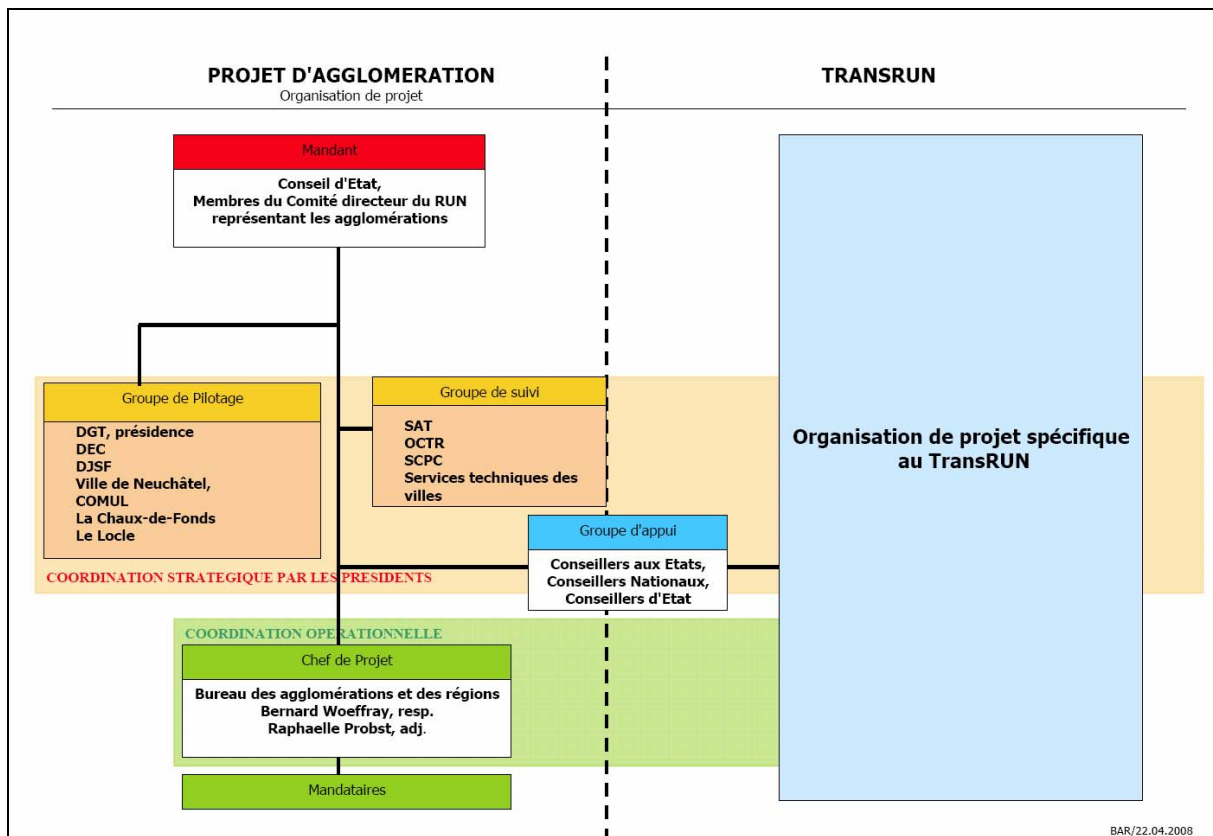 PROJET D'AGGLOMERATION
Organisation de projet
TRANSRUN
Mandant
Conseil d'Etat,
Membres du Comité directeur du RUN
représentant les agglomérations
Groupe de Pilotage
DGT, présidence
DEC
DJSF
Ville de Neuchâtel,
COMUL
La Chaux-de-Fonds
Le Locle
Groupe de suivi
SAT
OCTR
SCPC
Services techniques des
villes
Organisation de projet spécifique
au TransRUN
Groupe d'appui
Conseillers aux Etats,
Conseillers Nationaux,
Conseillers d'Etat
COORDINATION STRATEGIQUE PAR LES PRESIDENTS
COORDINATION OPERATIONNELLE
Chef de Projet
Bureau des agglomérations et des régions
Bernard Woeffray, resp.
Raphaelle Probst, adj.
Mandataires
BAR/22.04.2008